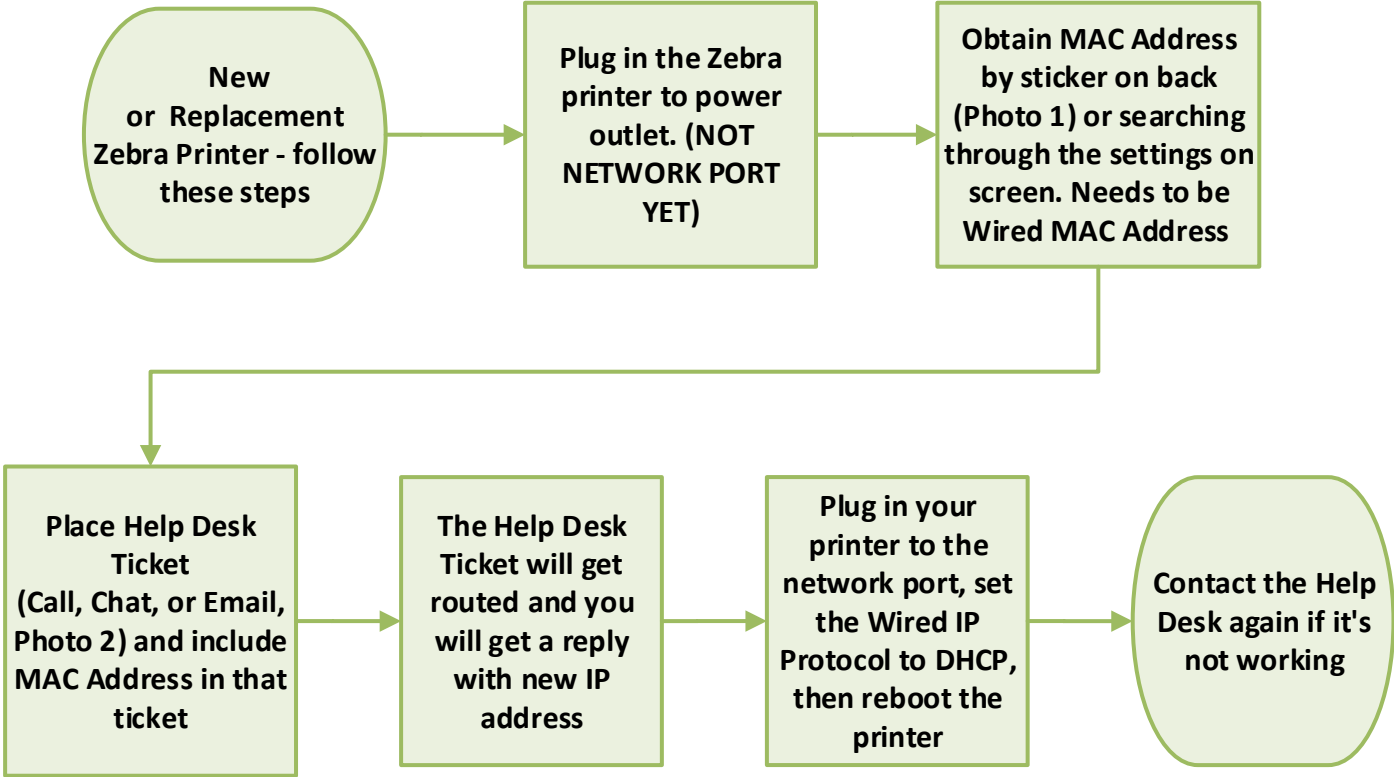 New
or Replacement
Zebra Printer - follow
these steps
Plug in the Zebra
printer to power
outlet. (NOT
NETWORK PORT
YET)
Obtain MAC Address
by sticker on back
(Photo 1) or searching
through the settings on
screen. Needs to be
Wired MAC Address
Place Help Desk
Ticket
(Call, Chat, or Email,
Photo 2) and include
MAC Address in that
ticket
The Help Desk
Ticket will get
routed and you
will get a reply
with new IP
address
Plug in your
printer to the
network port, set
the Wired IP
Protocol to DHCP,
then reboot the
printer
Contact the Help
Desk again if it's
not working